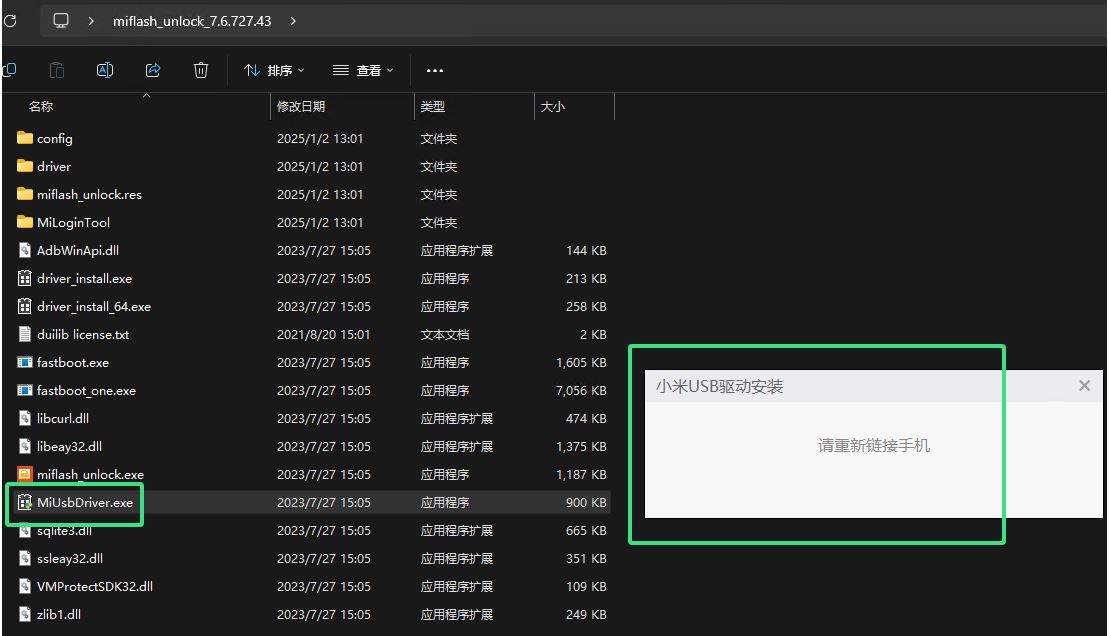 miflash_unlock_7.6.727.43
排序 查看
名称 修改日期 类型 大小
config 2025/1/2 13:01 文件夹
driver 2025/1/2 13:01 文件夹
miflash_unlock.res 2025/1/2 13:01 文件夹
MiLoginTool 2025/1/2 13:01 文件夹
AdbWinApi.dll 2023/7/27 15:05 应用程序扩展 144 KB
driver_install.exe 2023/7/27 15:05 应用程序 213 KB
driver_install_64.exe 2023/7/27 15:05 应用程序 258 KB
duilib license.txt 2021/8/20 15:01 文本文档 2 KB
fastboot.exe 2023/7/27 15:05 应用程序 1,605 KB
fastboot_one.exe 2023/7/27 15:05 应用程序 7,056 KB
libcurl.dll 2023/7/27 15:05 应用程序扩展 474 KB
libeay32.dll 2023/7/27 15:05 应用程序扩展 1,375 KB
miflash_unlock.exe 2023/7/27 15:05 应用程序 1,187 KB
MiUsbDriver.exe 2023/7/27 15:05 应用程序 900 KB
sqlite3.dll 2023/7/27 15:05 应用程序扩展 665 KB
ssleay32.dll 2023/7/27 15:05 应用程序扩展 351 KB
VMProtectSDK32.dll 2023/7/27 15:05 应用程序扩展 109 KB
zlib1.dll 2023/7/27 15:05 应用程序扩展 249 KB
小米USB驱动安装
请重新链接手机